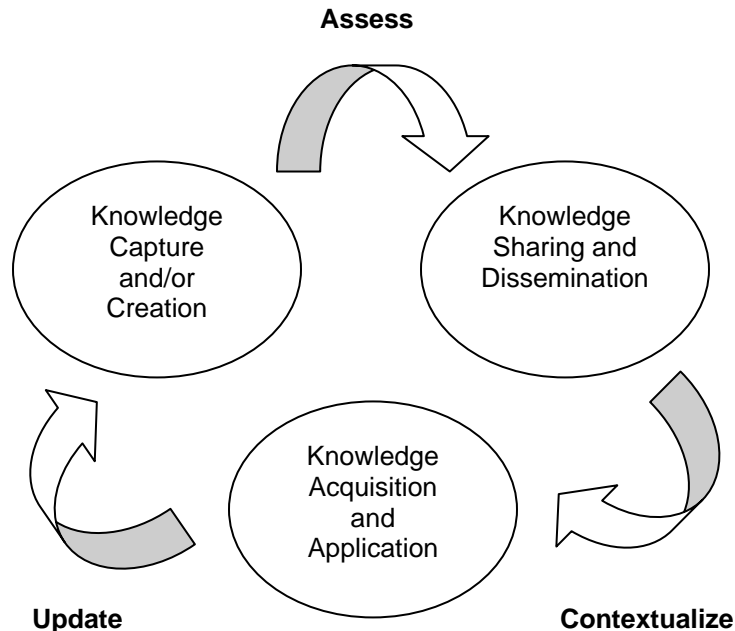 Assess
Knowledge
Capture
and/or
Creation
Knowledge
Sharing and
Dissemination
Knowledge
Acquisition
and
Application
Update
Contextualize